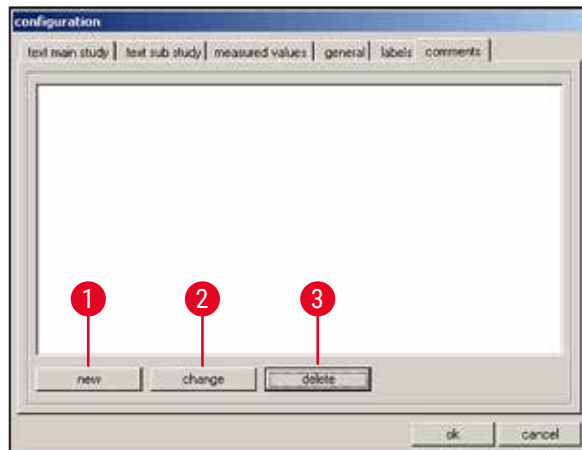 configuration
text main study text sub study measured values general labels comments
1 2 3
new change delete
ok cancel